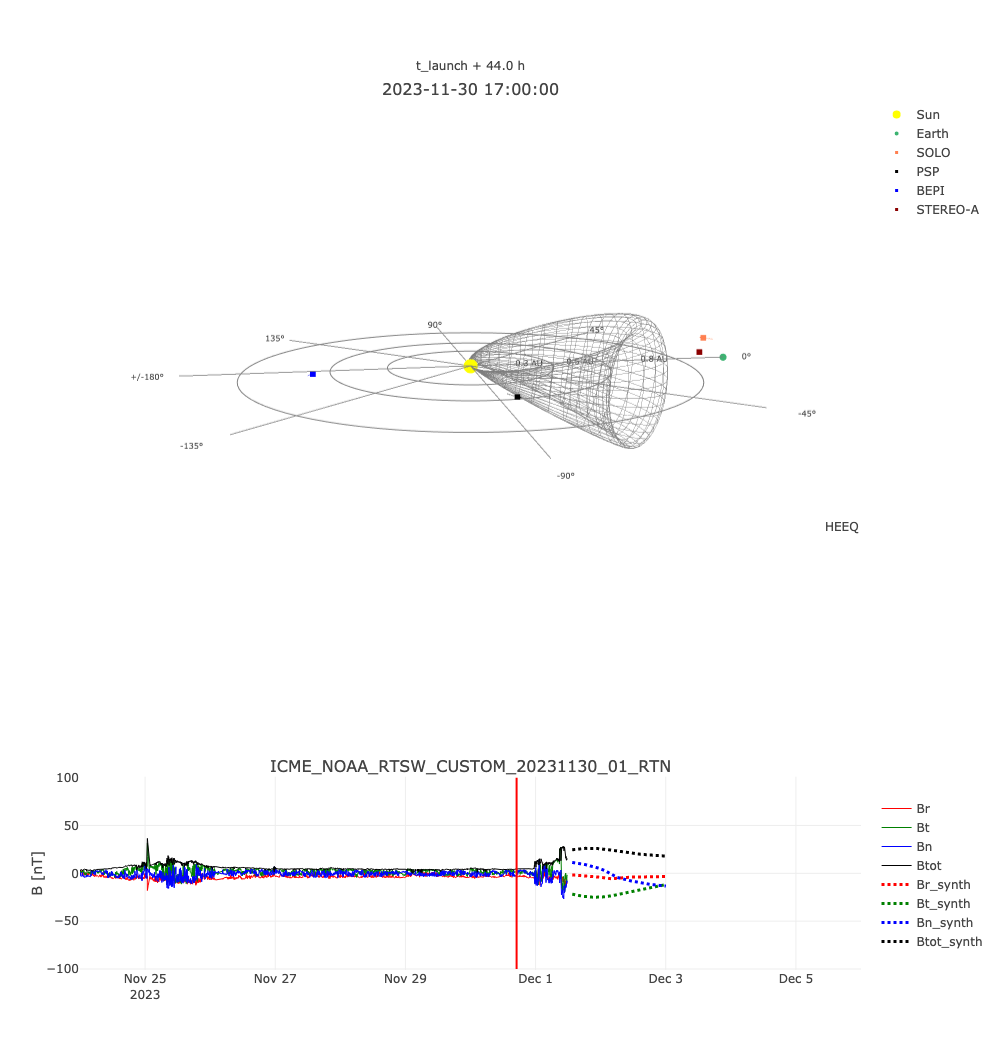 t_launch + 44.0 h
2023-11-30 17:00:00
Sun
Earth
SOLO
PSP
BEPI
STEREO-A
90°
45°
135°
0.3 AU
0.5 AU
0.8 AU
0°
+/-180°
-45°
-135°
-90°
HEEQ
ICME_NOAA_RTSW_CUSTOM_20231130_01_RTN
100
50
0
−50
−100
B [nT]
Nov 25
2023
Nov 27
Nov 29
Dec 1
Dec 3
Dec 5
Br
Bt
Bn
Btot
Br_synth
Bt_synth
Bn_synth
Btot_synth